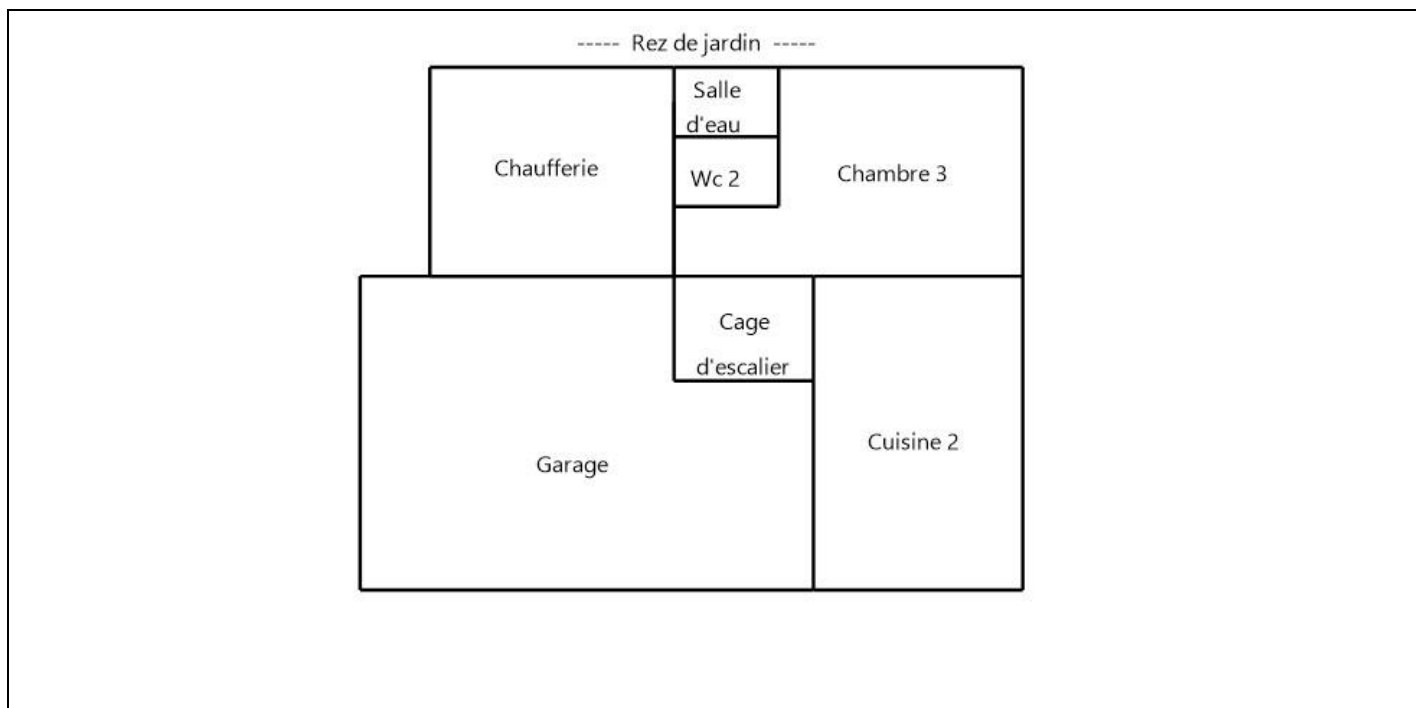 ----- Rez de jardin -----
Salle
d'eau
Chaufferie
Wc 2
Chambre 3
Cage
d'escalier
Cuisine 2
Garage